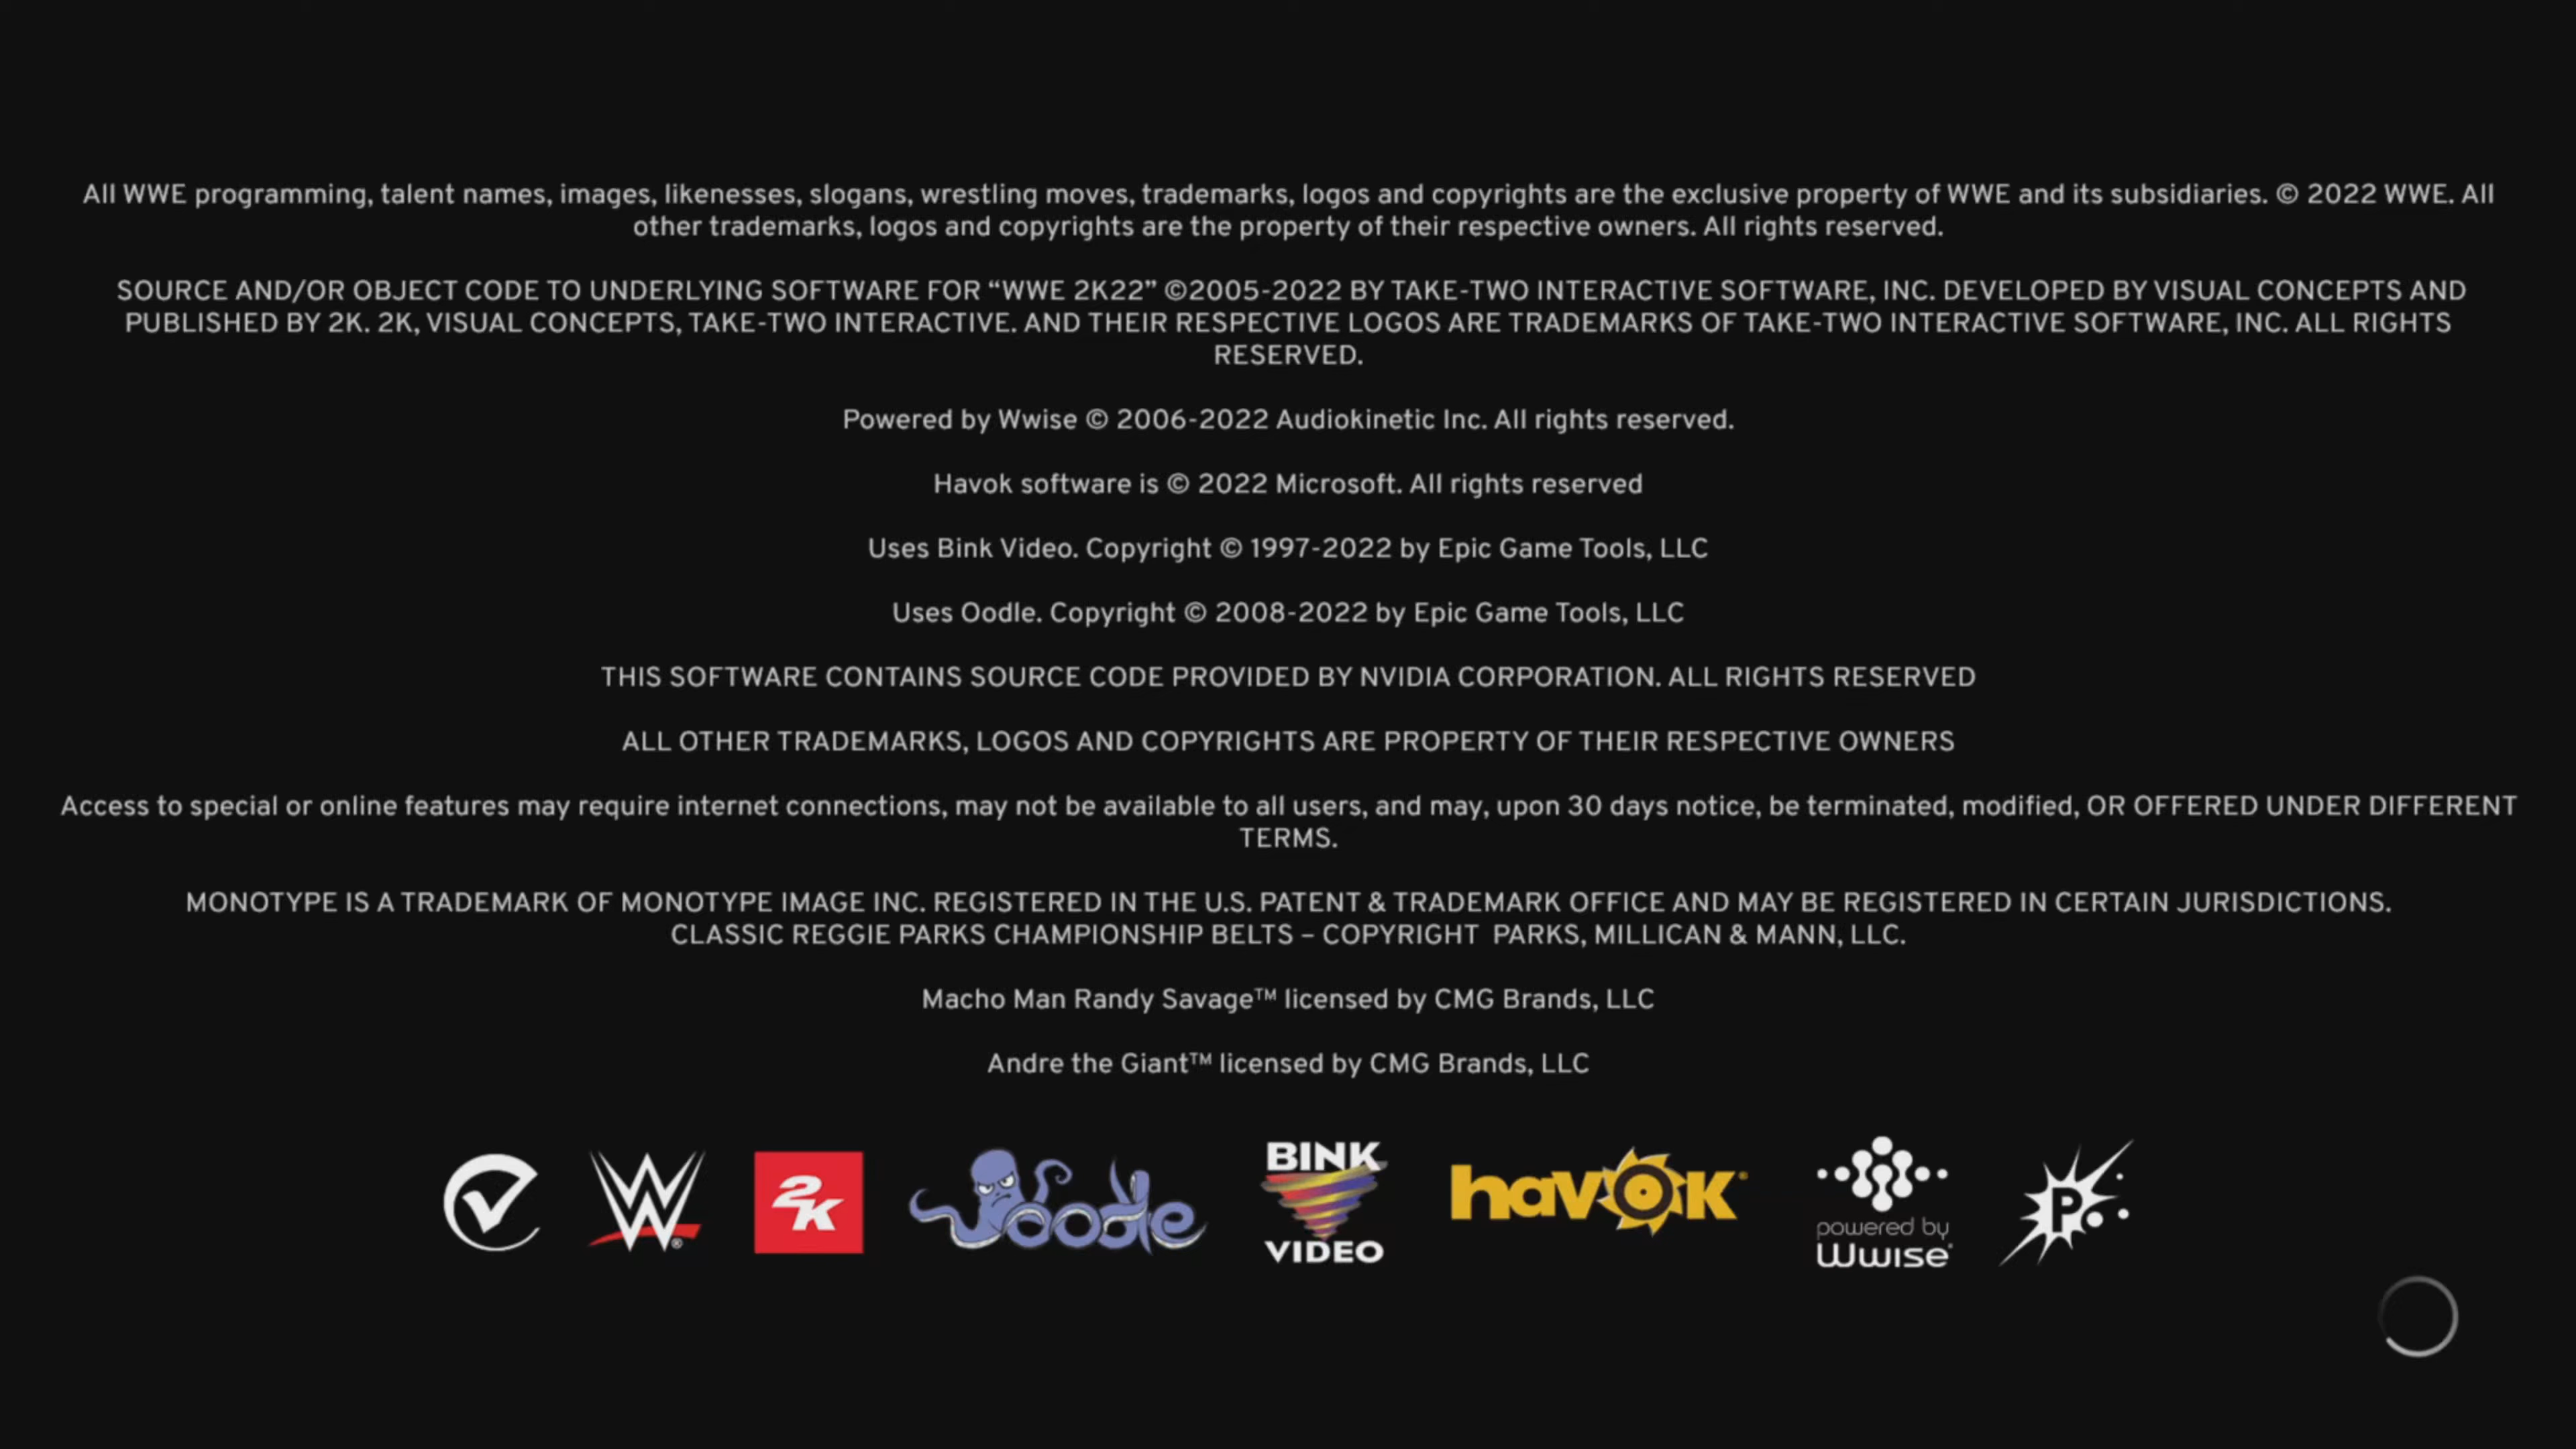 All WWE programming, talent names, images, likenesses, slogans, wrestling moves, trademarks, logos and copyrights are the exclusive property of WWE and its subsidiaries. © 2022 WWE. All
other trademarks, logos and copyrights are the property of their respective owners. All rights reserved.
SOURCE AND/OR OBJECT CODE TO UNDERLYING SOFTWARE FOR “WWE 2K22” ©2005-2022 BY TAKE-TWO INTERACTIVE SOFTWARE, INC. DEVELOPED BY VISUAL CONCEPTS AND
PUBLISHED BY 2K. 2K, VISUAL CONCEPTS, TAKE-TWO INTERACTIVE. AND THEIR RESPECTIVE LOGOS ARE TRADEMARKS OF TAKE-TWO INTERACTIVE SOFTWARE, INC. ALL RIGHTS
RESERVED.
Powered by Wwise © 2006-2022 Audiokinetic Inc. All rights reserved.
Havok software is © 2022 Microsoft. All rights reserved
Uses Bink Video. Copyright © 1997-2022 by Epic Game Tools, LLC
Uses Oodle. Copyright © 2008-2022 by Epic Game Tools, LLC
THIS SOFTWARE CONTAINS SOURCE CODE PROVIDED BY NVIDIA CORPORATION. ALL RIGHTS RESERVED
ALL OTHER TRADEMARKS, LOGOS AND COPYRIGHTS ARE PROPERTY OF THEIR RESPECTIVE OWNERS
Access to special or online features may require internet connections, may not be available to all users, and may, upon 30 days notice, be terminated, modified, OR OFFERED UNDER DIFFERENT
TERMS.
MONOTYPE IS A TRADEMARK OF MONOTYPE IMAGE INC. REGISTERED IN THE U.S. PATENT & TRADEMARK OFFICE AND MAY BE REGISTERED IN CERTAIN JURISDICTIONS.
CLASSIC REGGIE PARKS CHAMPIONSHIP BELTS – COPYRIGHT PARKS, MILLICAN & MANN, LLC.
Macho Man Randy Savage™ licensed by CMG Brands, LLC
Andre the Giant™ licensed by CMG Brands, LLC
W ® 2K oodle BINK VIDEO havok® powered by Wwise® P